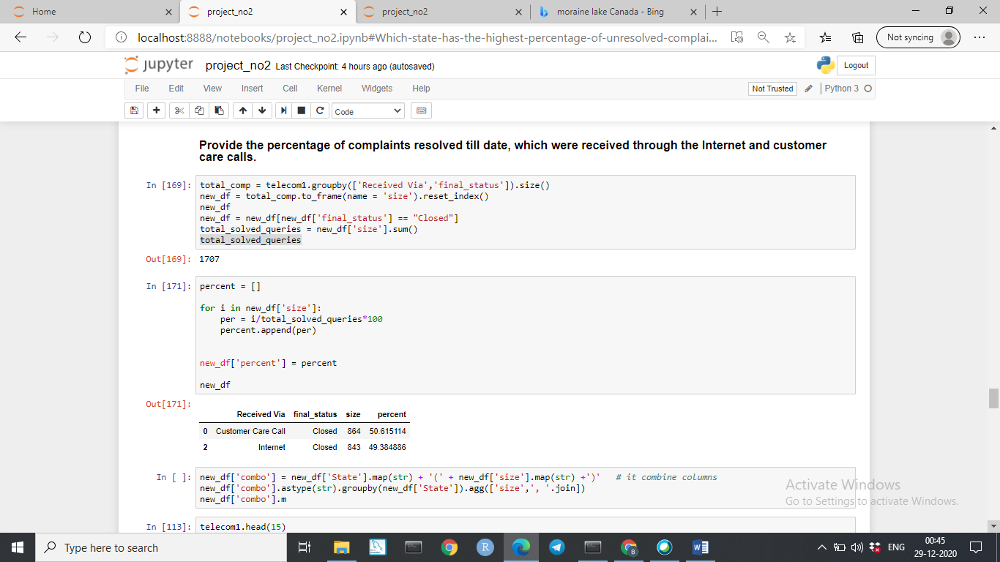 Home
project_no2
project_no2
moraine lake Canada - Bing
localhost:8888/notebooks/project_no2.ipynb#Which-state-has-the-highest-percentage-of-unresolved-complai...
Not syncing
jupyter project_no2 Last Checkpoint: 4 hours ago (autosaved)
Logout
File Edit View Insert Cell Kernel Widgets Help
Not Trusted
Python 3
Code
Provide the percentage of complaints resolved till date, which were received through the Internet and customer
care calls.
In [169]: total_comp = telecom1.groupby(['Received Via','final_status']).size()
new_df = total_comp.to_frame(name = 'size').reset_index()
new_df
new_df = new_df[new_df['final_status'] == "Closed"]
total_solved_queries = new_df['size'].sum()
total_solved_queries
Out[169]: 1707
In [171]: percent = []
for i in new_df['size']:
    per = i/total_solved_queries*100
    percent.append(per)
new_df['percent'] = percent
new_df
Out[171]:
Received Via final_status size percent
0 Customer Care Call Closed 864 50.615114
2 Internet Closed 843 49.384886
In [ ]: new_df['combo'] = new_df['State'].map(str) + '(' + new_df['size'].map(str) +')' # it combine columns
new_df['combo'].astype(str).groupby(new_df['State']).agg(['size',', '.join])
new_df['combo'].m
Activate Windows
Go to Settings to activate Windows.
In [113]: telecom1.head(15)
Type here to search
ENG
00:45
29-12-2020